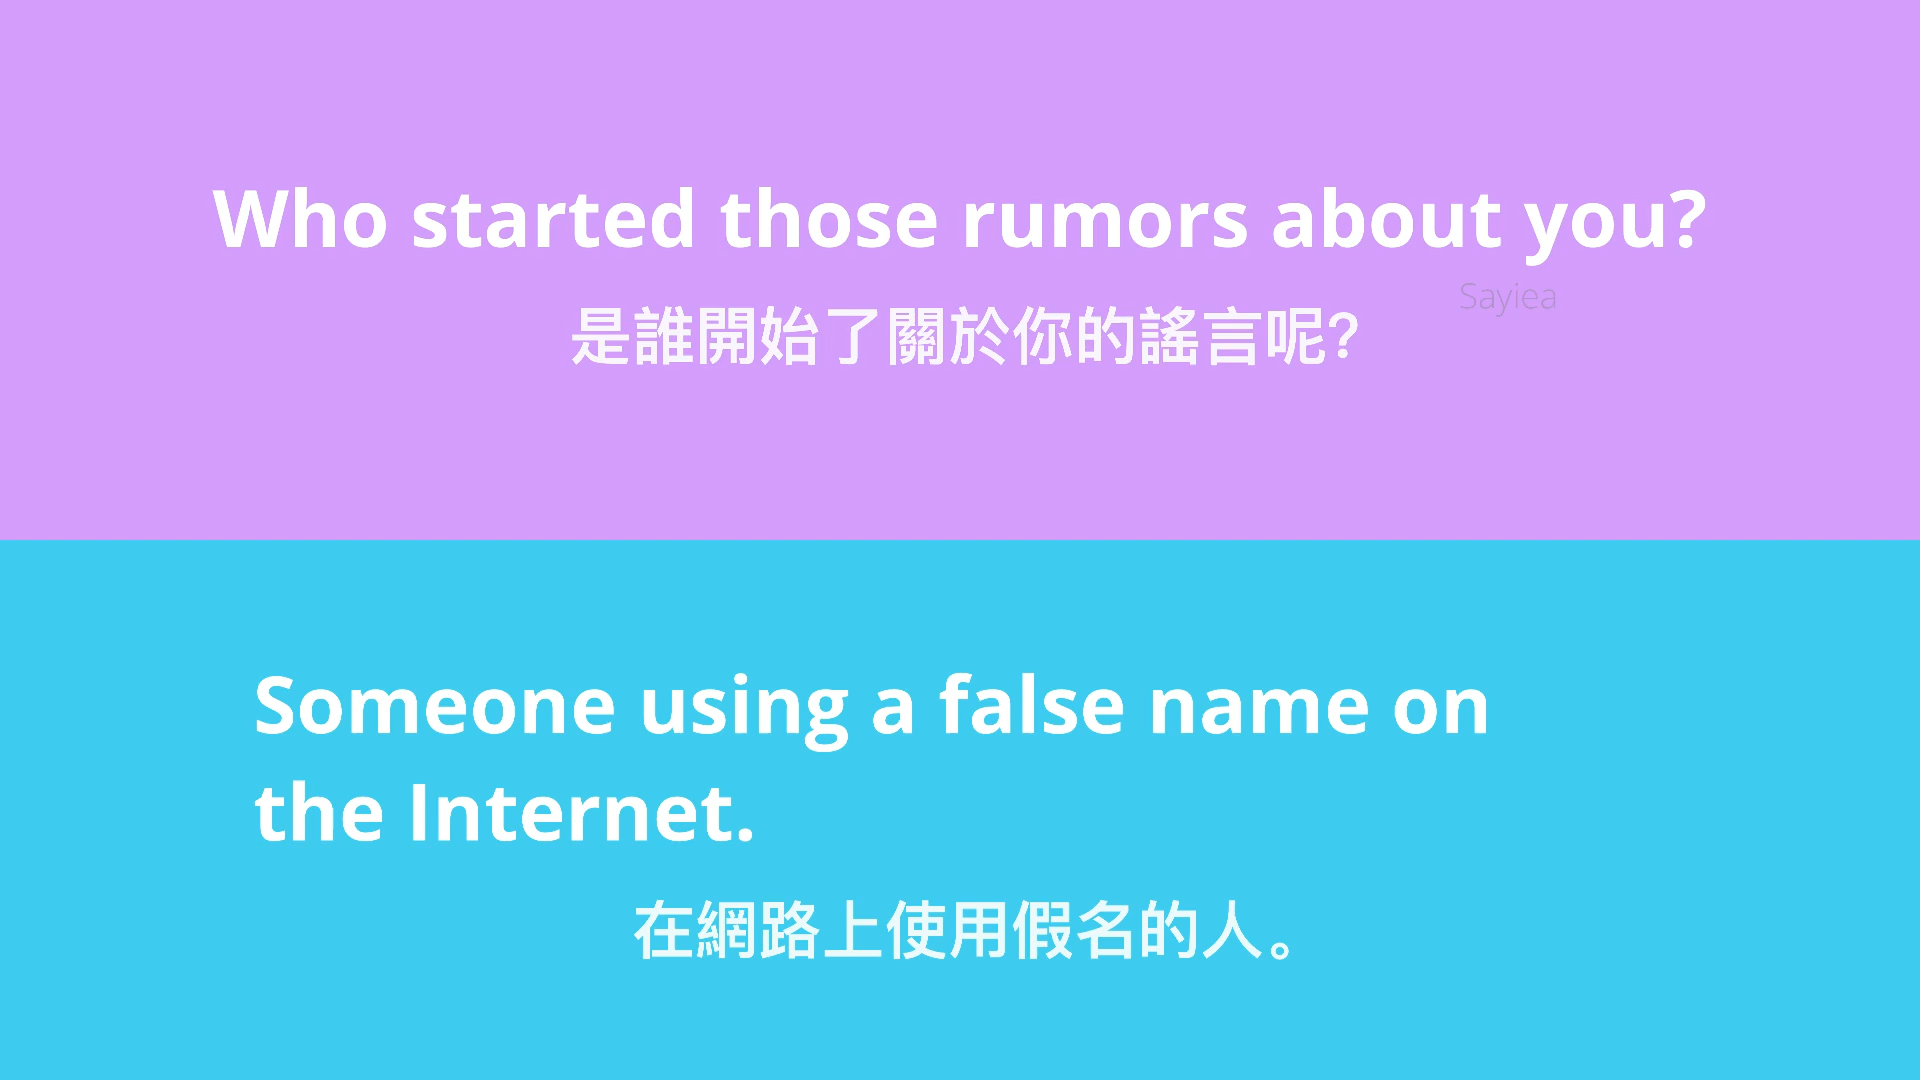 Who started those rumors about you?
Sayiea
是誰開始了關於你的謠言呢?
Someone using a false name on
the Internet.
在網路上使用假名的人。